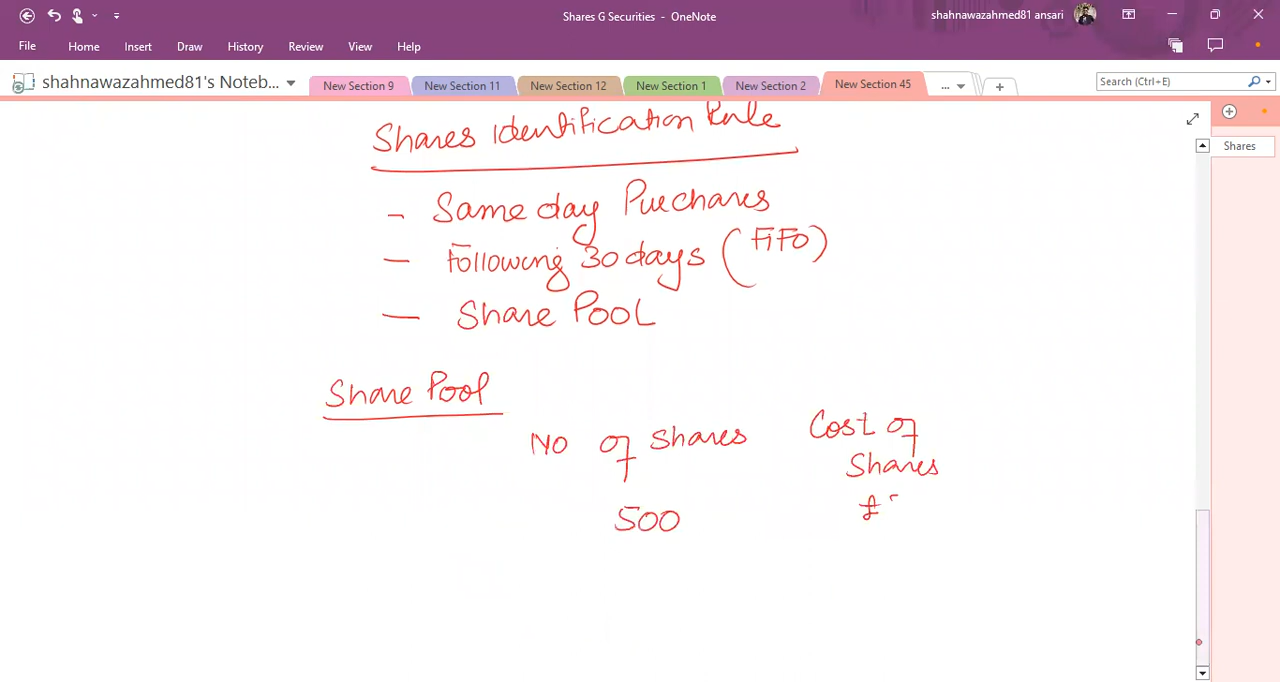 Shares G Securities - OneNote
shahnawazahmed81 ansari
File Home Insert Draw History Review View Help
shahnawazahmed81's Noteb... New Section 9 New Section 11 New Section 12 New Section 1 New Section 2 New Section 45 ... Search (Ctrl+E)
Shares
Shares Identification Rule
- Same day Purchases
- Following 30 days (FiFO)
- Share Pool
Share Pool
No of Shares
Cost of
Shares
£
500